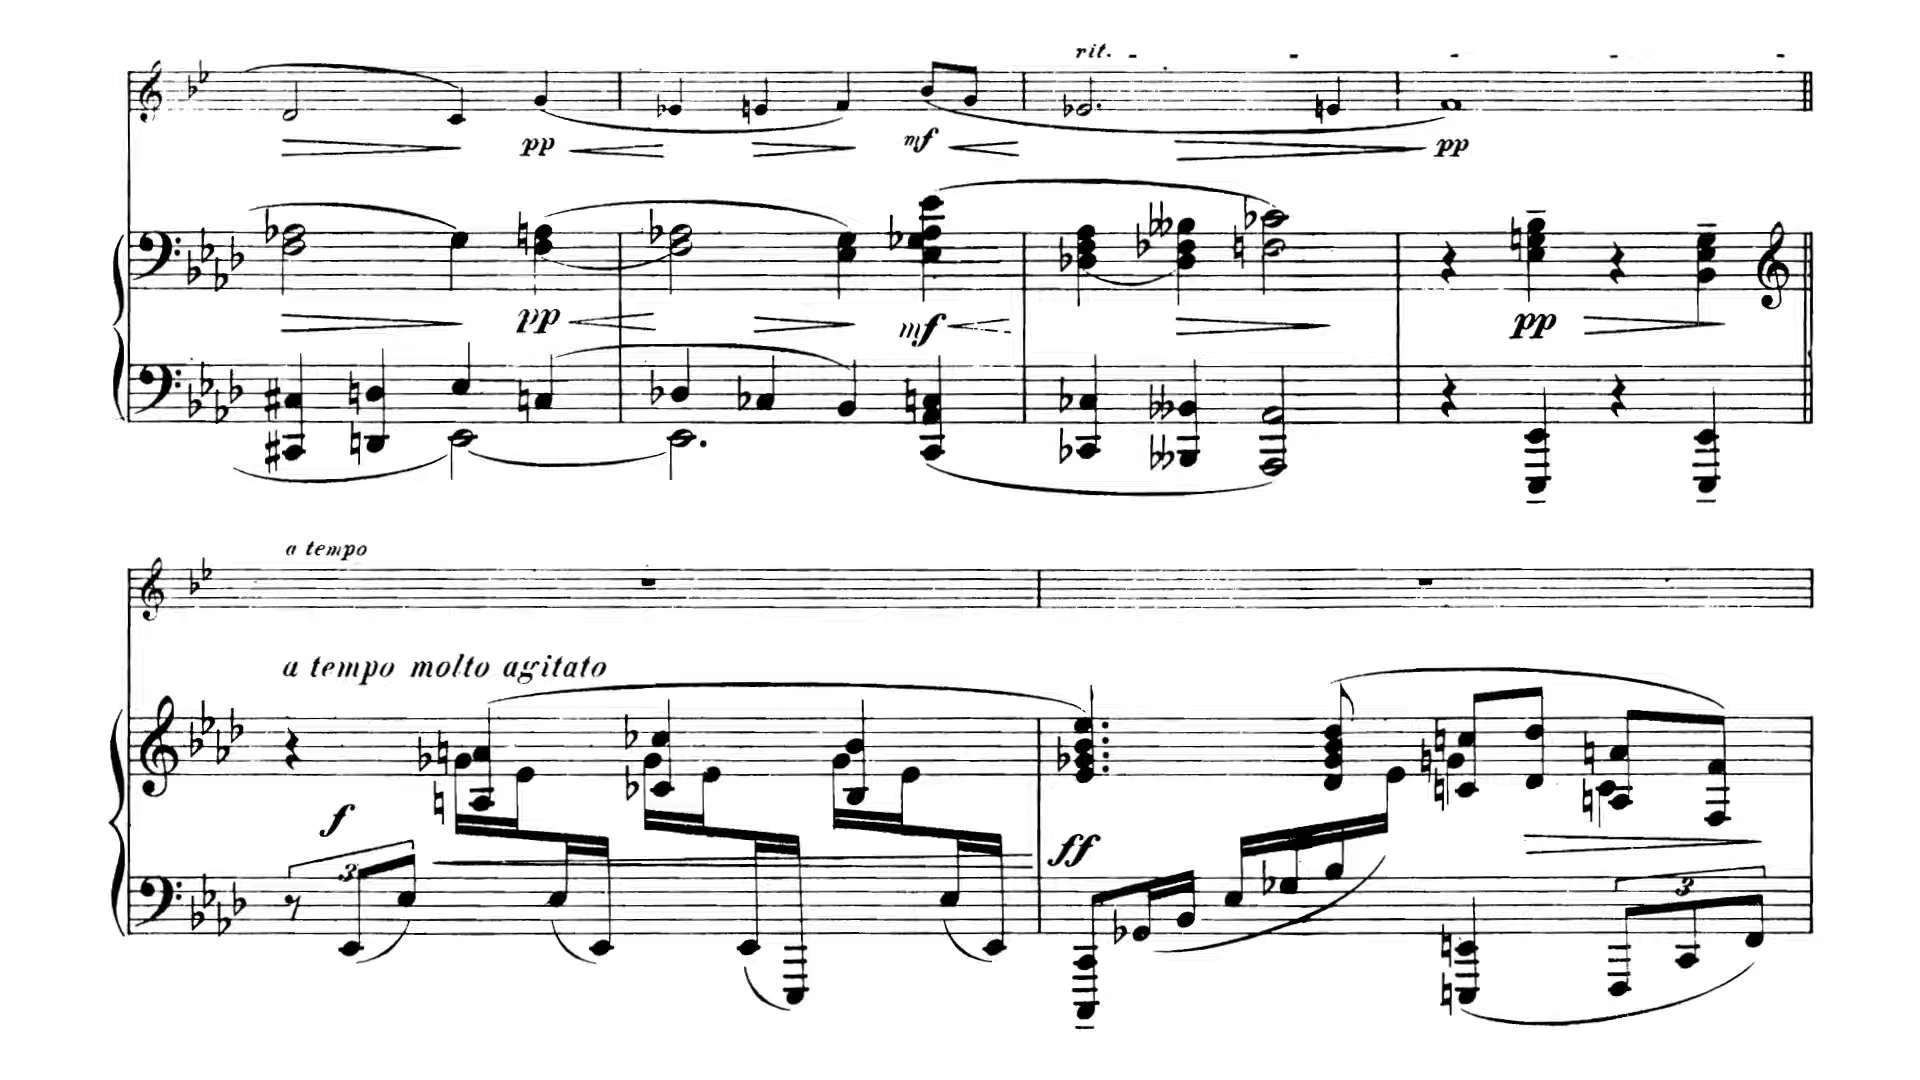 rit. - - - - -
pp mf pp
pp mf pp
a tempo
a tempo molto agitato
f ff
3 3